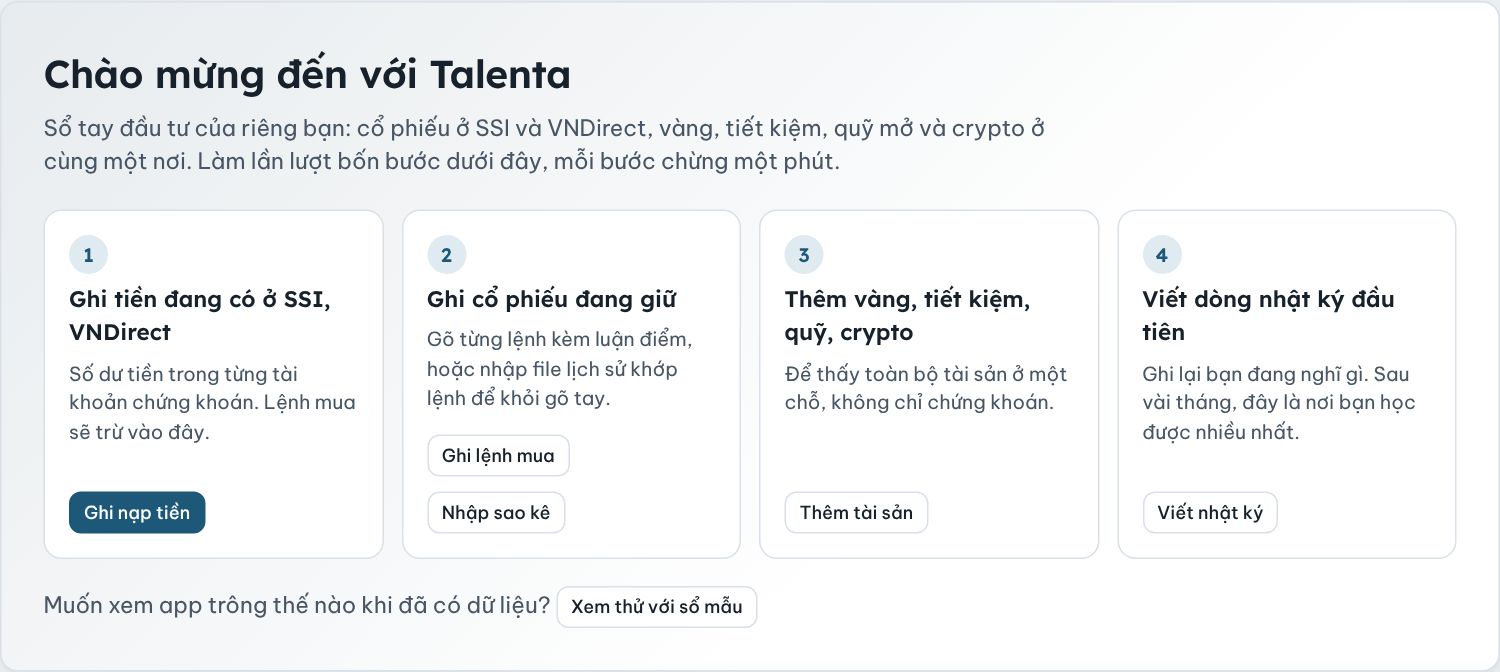 Chào mừng đến với Talenta
Sổ tay đầu tư của riêng bạn: cổ phiếu ở SSI và VNDirect, vàng, tiết kiệm, quỹ mở và crypto ở
cùng một nơi. Làm lần lượt bốn bước dưới đây, mỗi bước chừng một phút.
1
Ghi tiền đang có ở SSI,
VNDirect
Số dư tiền trong từng tài
khoản chứng khoán. Lệnh mua
sẽ trừ vào đây.
Ghi nạp tiền
2
Ghi cổ phiếu đang giữ
Gõ từng lệnh kèm luận điểm,
hoặc nhập file lịch sử khớp
lệnh để khỏi gõ tay.
Ghi lệnh mua
Nhập sao kê
3
Thêm vàng, tiết kiệm,
quỹ, crypto
Để thấy toàn bộ tài sản ở một
chỗ, không chỉ chứng khoán.
Thêm tài sản
4
Viết dòng nhật ký đầu
tiên
Ghi lại bạn đang nghĩ gì. Sau
vài tháng, đây là nơi bạn học
được nhiều nhất.
Viết nhật ký
Muốn xem app trông thế nào khi đã có dữ liệu? Xem thử với sổ mẫu